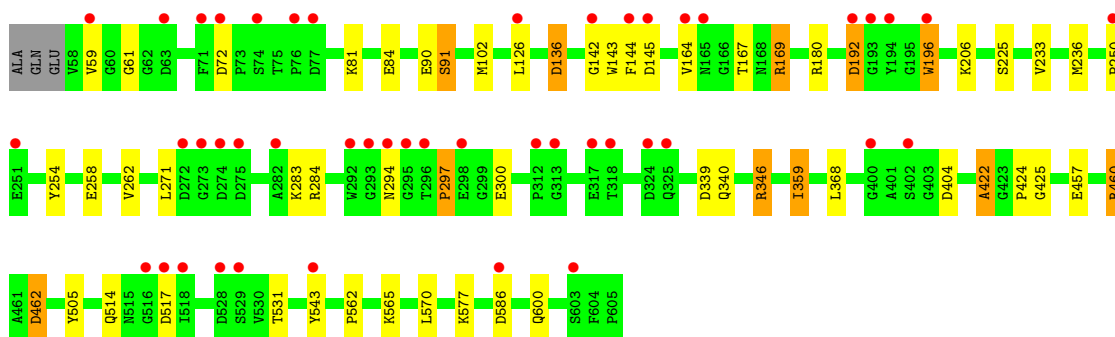 ALA GLN GLU V58 V59 G60 G61 G62 D63 F71 D72 P73 S74 T75 P76 D77 K81 E84 E90 S91 M102 L126 D136 G142 W143 F144 D145 V164 N165 G166 T167 N168 R169 R180 D192 G193 Y194 G195 W196 K206 S225 V233 M236
E251 Y254 E258 V262 L271 D272 G273 D274 D275 A282 K283 R284 W292 G293 N294 G295 T296 P297 E298 G299 E300 P312 G313 E317 T318 D324 Q325 D339 Q340 R346 I359 L368 G400 A401 S402 G403 D404 A422 G423 P424 G425 E457
A461 D462 Y505 Q514 N515 G516 D517 I518 D528 S529 V530 T531 Y543 P562 K565 L570 K577 D586 Q600 S603 F604 P605